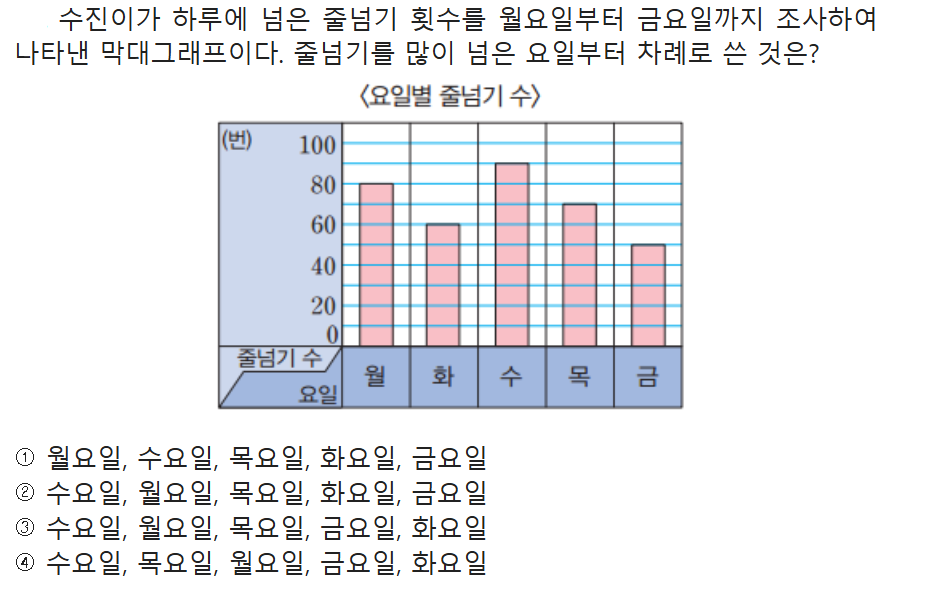 수진이가 하루에 넘은 줄넘기 횟수를 월요일부터 금요일까지 조사하여
나타낸 막대그래프이다. 줄넘기를 많이 넘은 요일부터 차례로 쓴 것은?
〈요일별 줄넘기 수〉
(번)
100
80
60
40
20
0
줄넘기 수
요일
월 화 수 목 금
① 월요일, 수요일, 목요일, 화요일, 금요일
② 수요일, 월요일, 목요일, 화요일, 금요일
③ 수요일, 월요일, 목요일, 금요일, 화요일
④ 수요일, 목요일, 월요일, 금요일, 화요일